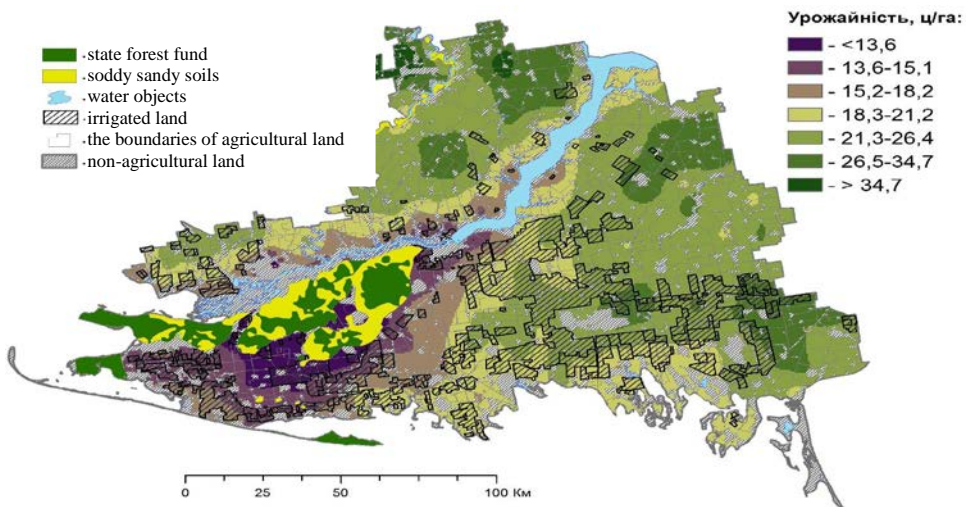 state forest fund
soddy sandy soils
water objects
irrigated land
the boundaries of agricultural land
non-agricultural land
Урожайність, ц/га:
- <13,6
- 13,6-15,1
- 15,2-18,2
- 18,3-21,2
- 21,3-26,4
- 26,5-34,7
- > 34,7
0 25 50 100 Км